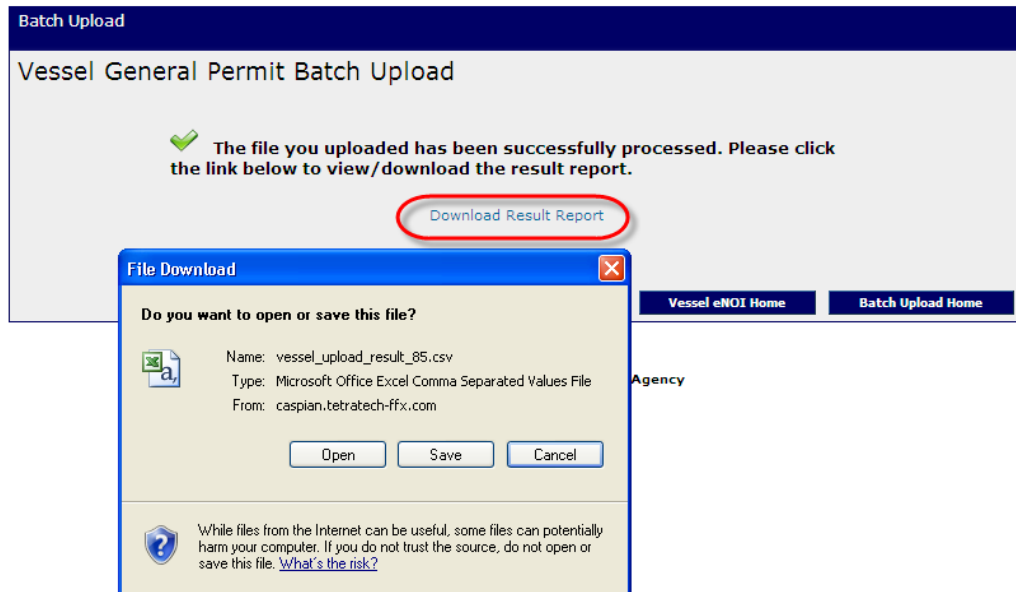 Batch Upload
Vessel General Permit Batch Upload
The file you uploaded has been successfully processed. Please click
the link below to view/download the result report.
Download Result Report
File Download
Vessel eNOI Home
Batch Upload Home
Do you want to open or save this file?
Name: vessel_upload_result_85.csv
Type: Microsoft Office Excel Comma Separated Values File
From: caspian.tetratech-ffx.com
Agency
Open
Save
Cancel
While files from the Internet can be useful, some files can potentially
harm your computer. If you do not trust the source, do not open or
save this file. What's the risk?